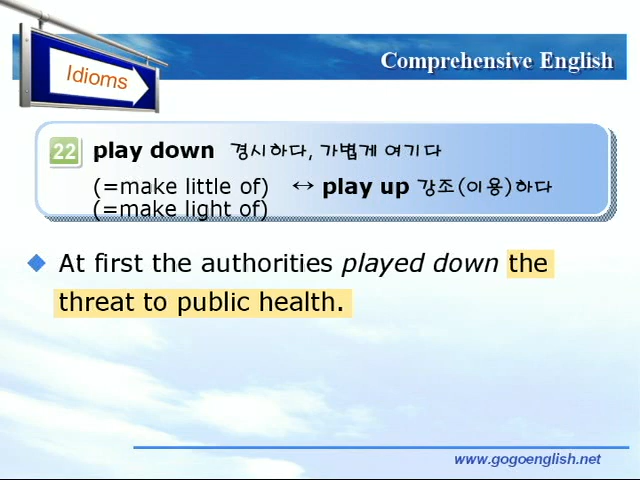 Idioms
Comprehensive English
22 play down 경시하다, 가볍게 여기다
(=make little of) ↔ play up 강조(이용)하다
(=make light of)
At first the authorities played down the
threat to public health.
www.gogoenglish.net